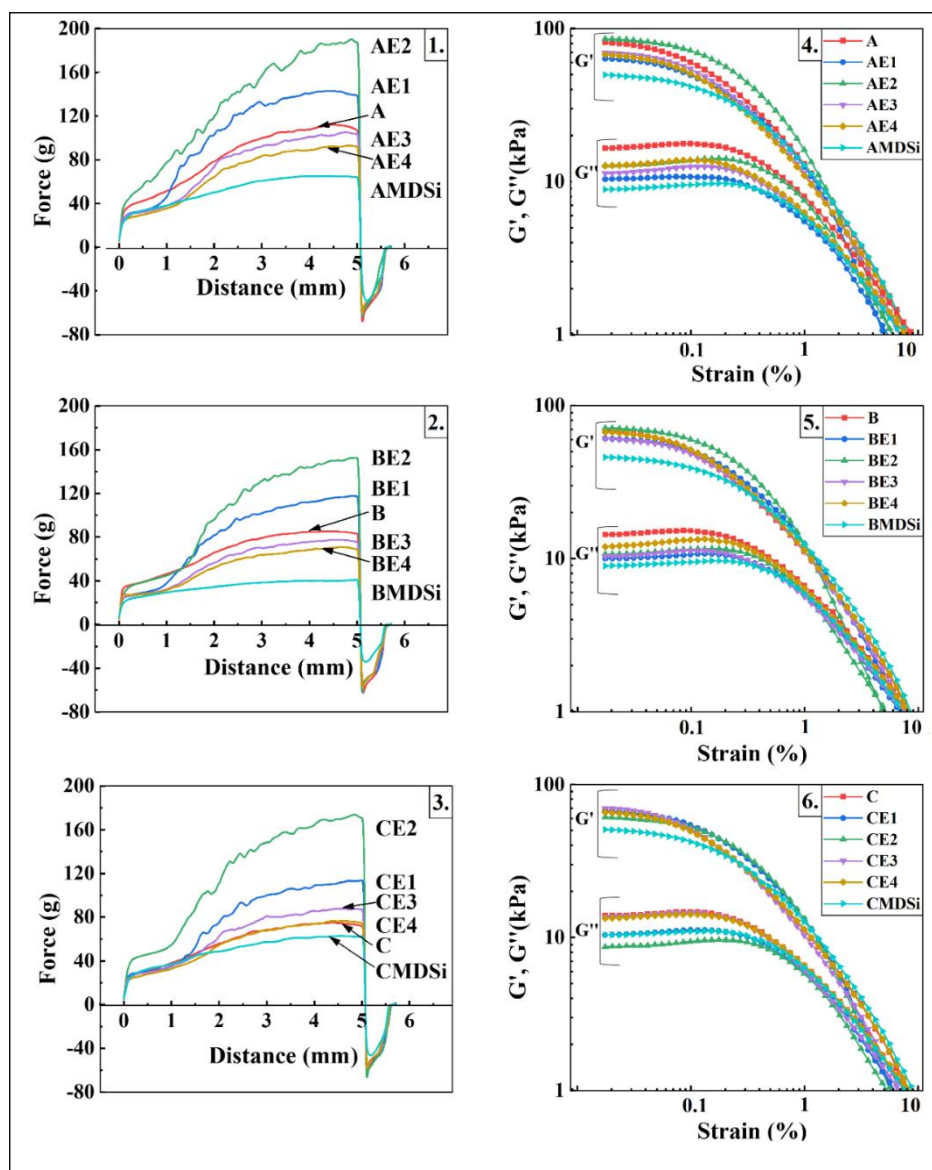 1.
200
160
120
80
40
0
-40
-80
Force (g)
AE2
AE1
A
AE3
AE4
AMDSi
0 1 2 3 4 5 6
Distance (mm)
4.
100
10
1
G', G''(kPa)
G'
G''
A
AE1
AE2
AE3
AE4
AMDSi
0.1 1 10
Strain (%)
2.
200
160
120
80
40
0
-40
-80
Force (g)
BE2
BE1
B
BE3
BE4
BMDSi
0 1 2 3 4 5 6
Distance (mm)
5.
100
10
1
G', G''(kPa)
G'
G''
B
BE1
BE2
BE3
BE4
BMDSi
0.1 1 10
Strain (%)
3.
200
160
120
80
40
0
-40
-80
Force (g)
CE2
CE1
CE3
CE4
C
CMDSi
0 1 2 3 4 5 6
Distance (mm)
6.
100
10
1
G', G''(kPa)
G'
G''
C
CE1
CE2
CE3
CE4
CMDSi
0.1 1 10
Strain (%)